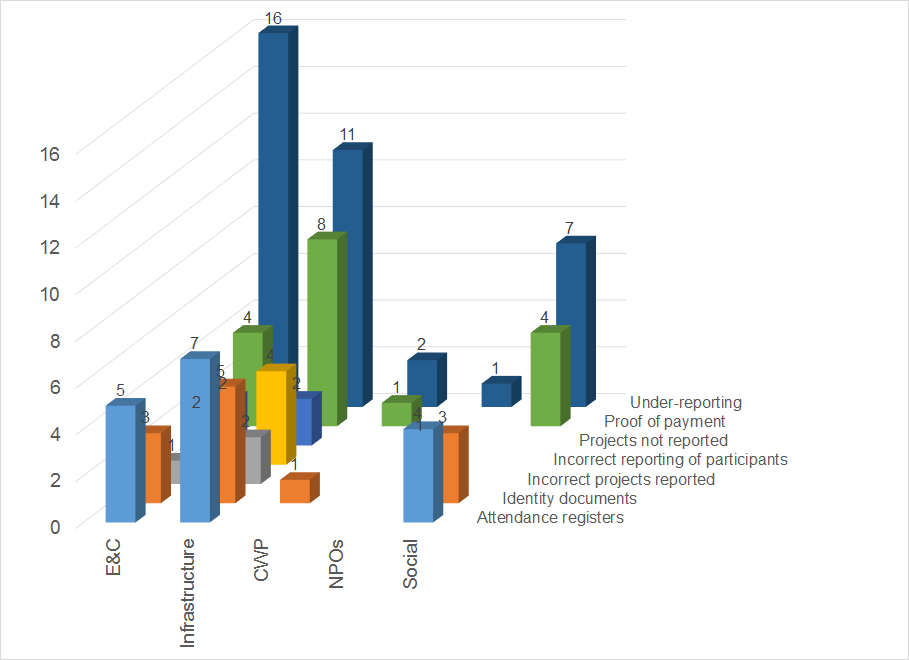 16
11
8
7
4
4
4
7
5
2
2
2
2
5
3
1
2
1
1
1
4
3
16
14
12
10
8
6
4
2
0
Under-reporting
Proof of payment
Projects not reported
Incorrect reporting of participants
Incorrect projects reported
Identity documents
Attendance registers
E&C
Infrastructure
CWP
NPOs
Social